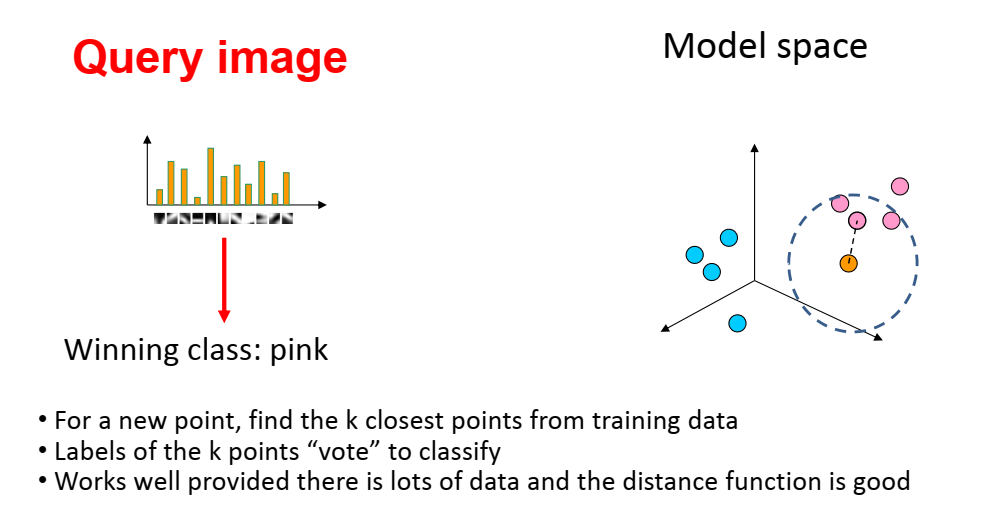 Query image
Model space
Winning class: pink
• For a new point, find the k closest points from training data
• Labels of the k points “vote” to classify
• Works well provided there is lots of data and the distance function is good